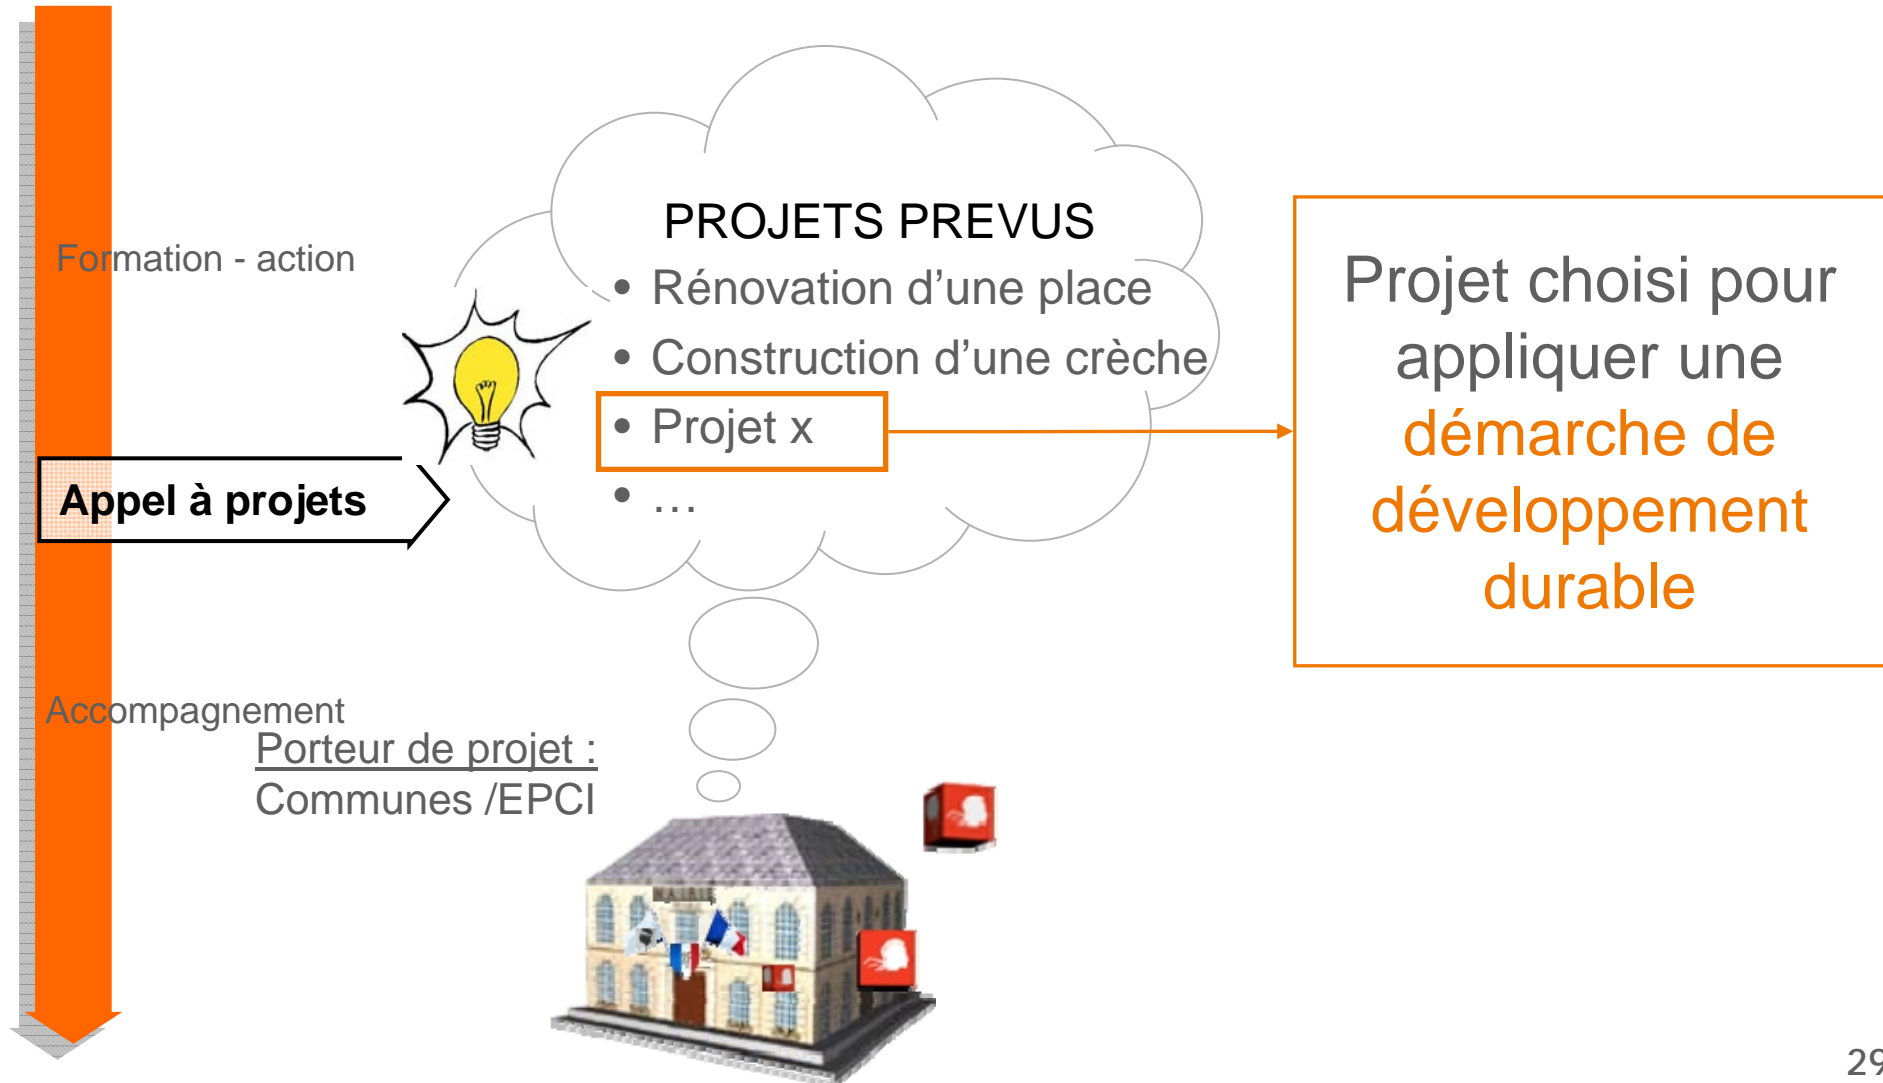 PROJETS PREVUS
Formation - action
• Rénovation d’une place
• Construction d’une crèche
• Projet x
• …
Appel à projets
Projet choisi pour
appliquer une
démarche de
développement
durable
Accompagnement
Porteur de projet :
Communes /EPCI
MAIRIE
29